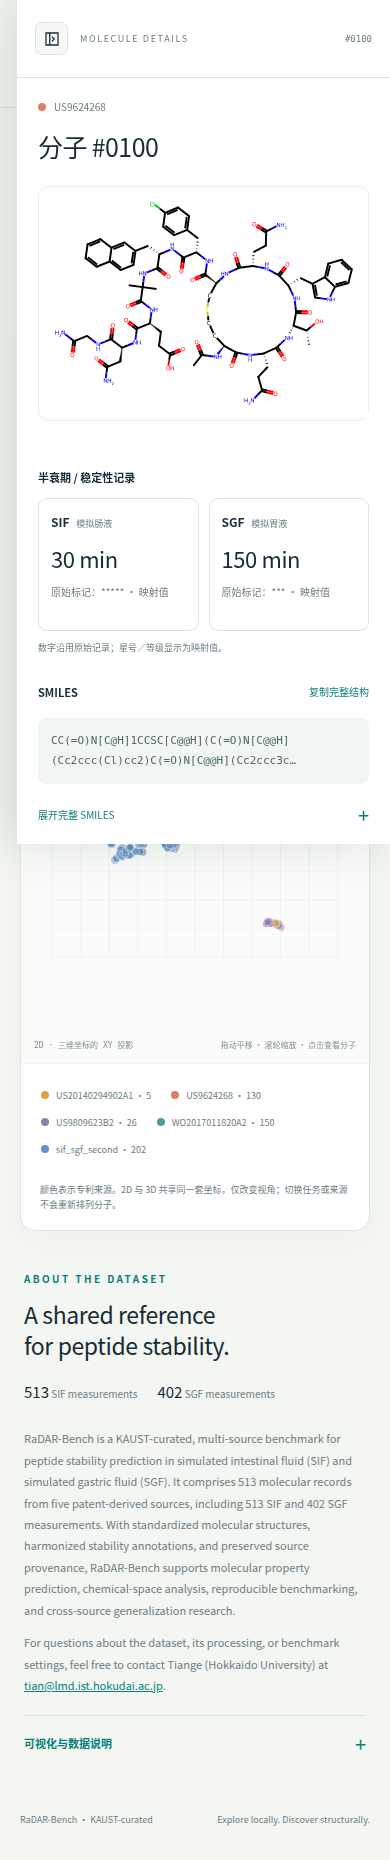 MOLECULE DETAILS
#0100
US9624268
分子 #0100
半衰期 / 稳定性记录
SIF 模拟肠液
30 min
原始标记：***** · 映射值
SGF 模拟胃液
150 min
原始标记：*** · 映射值
数字沿用原始记录；星号／等级显示为映射值。
SMILES
复制完整结构
CC(=O)N[C@H]1CCSC[C@@H](C(=O)N[C@@H]
(Cc2ccc(Cl)cc2)C(=O)N[C@@H](Cc2ccc3c…
展开完整 SMILES
+
2D · 三维坐标的 XY 投影
拖动平移 · 滚轮缩放 · 点击查看分子
US20140294902A1 · 5
US9624268 · 130
US9809623B2 · 26
WO2017011820A2 · 150
sif_sgf_second · 202
颜色表示专利来源。2D 与 3D 共享同一套坐标，仅改变视角；切换任务或来源
不会重新排列分子。
ABOUT THE DATASET
A shared reference
for peptide stability.
513 SIF measurements
402 SGF measurements
RaDAR-Bench is a KAUST-curated, multi-source benchmark for
peptide stability prediction in simulated intestinal fluid (SIF) and
simulated gastric fluid (SGF). It comprises 513 molecular records
from five patent-derived sources, including 513 SIF and 402 SGF
measurements. With standardized molecular structures,
harmonized stability annotations, and preserved source
provenance, RaDAR-Bench supports molecular property
prediction, chemical-space analysis, reproducible benchmarking,
and cross-source generalization research.
For questions about the dataset, its processing, or benchmark
settings, feel free to contact Tiange (Hokkaido University) at
tian@lmd.ist.hokudai.ac.jp.
可视化与数据说明
+
RaDAR-Bench · KAUST-curated
Explore locally. Discover structurally.